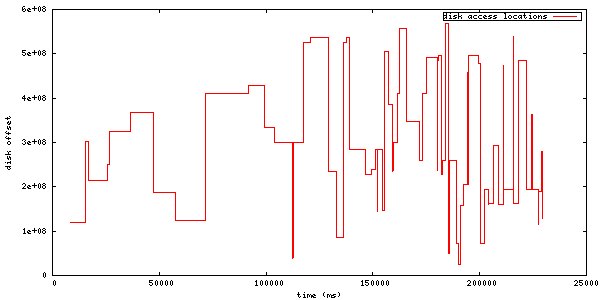 6e+08
disk access locations
5e+08
4e+08
disk offset
3e+08
2e+08
1e+08
0
0 50000 100000 150000 200000 25000
time (ms)